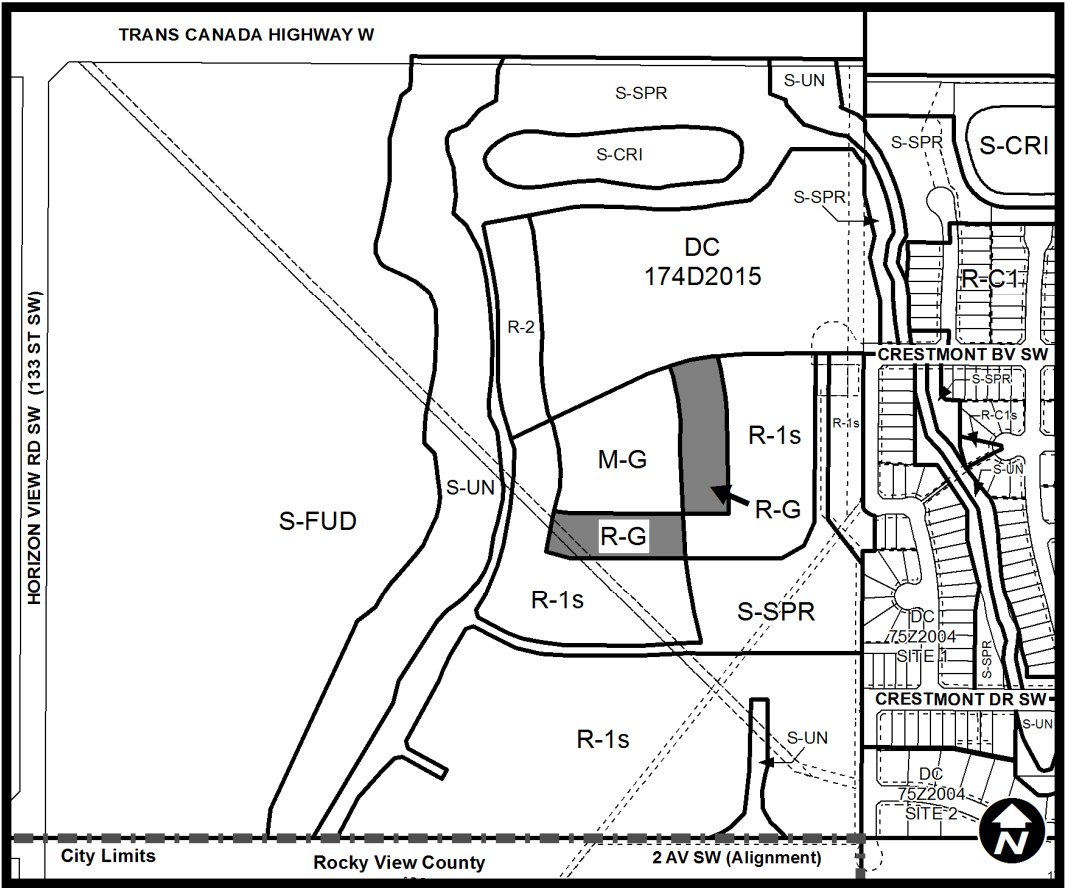 TRANS CANADA HIGHWAY W
S-UN
S-SPR
S-SPR
S-CRI
S-CRI
S-SPR
DC
174D2015
R-C1
HORIZON VIEW RD SW (133 ST SW)
R-2
CRESTMONT BV SW
S-SPR
R-C1s
R-1s
R-1s
M-G
S-UN
S-UN
R-G
S-FUD
R-G
R-1s
S-SPR
DC
75Z2004
SITE 1
S-SPR
CRESTMONT DR SW
S-UN
R-1s
S-UN
DC
75Z2004
SITE 2
N
City Limits
Rocky View County
2 AV SW (Alignment)